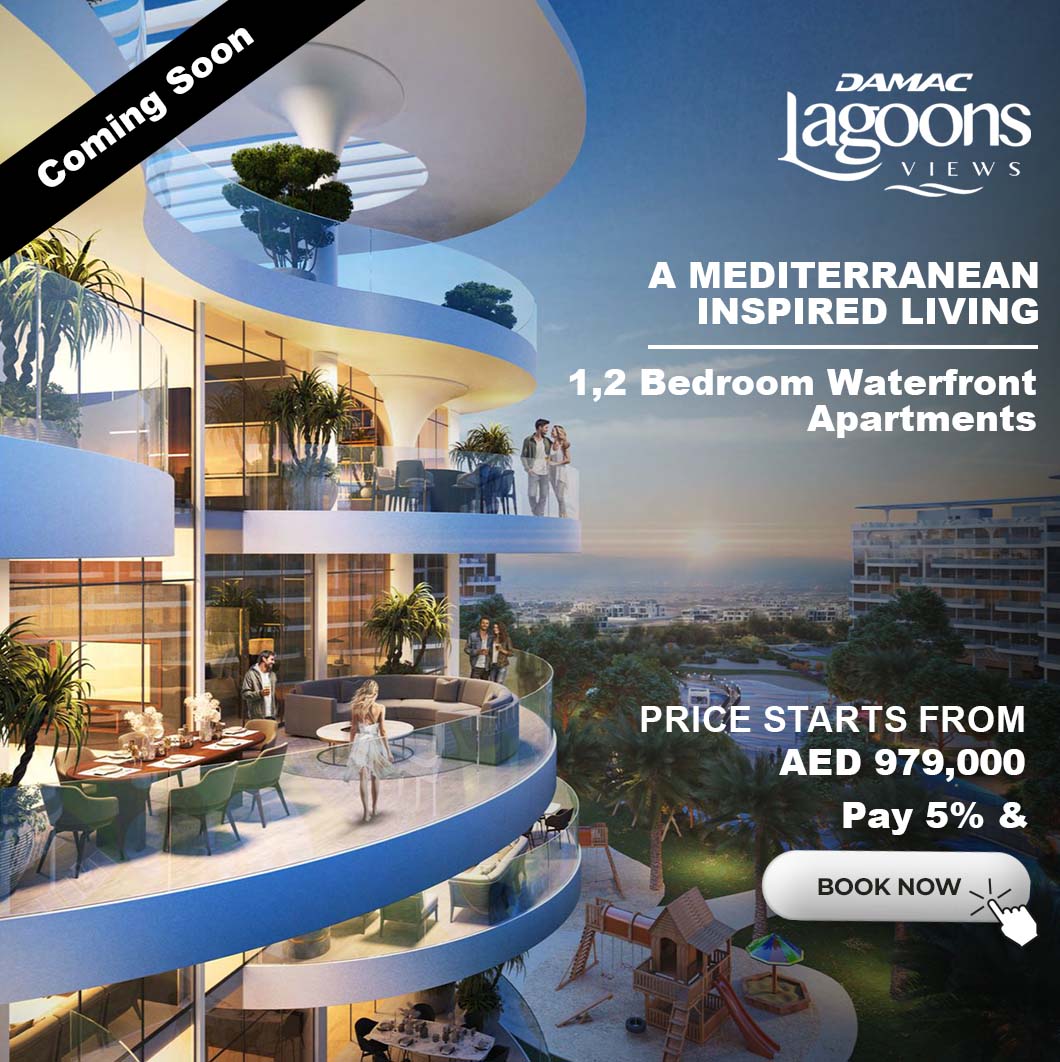 Coming Soon
DAMAC
Lagoons
VIEWS
A MEDITERRANEAN
INSPIRED LIVING
1,2 Bedroom Waterfront
Apartments
PRICE STARTS FROM
AED 979,000
Pay 5% &
BOOK NOW